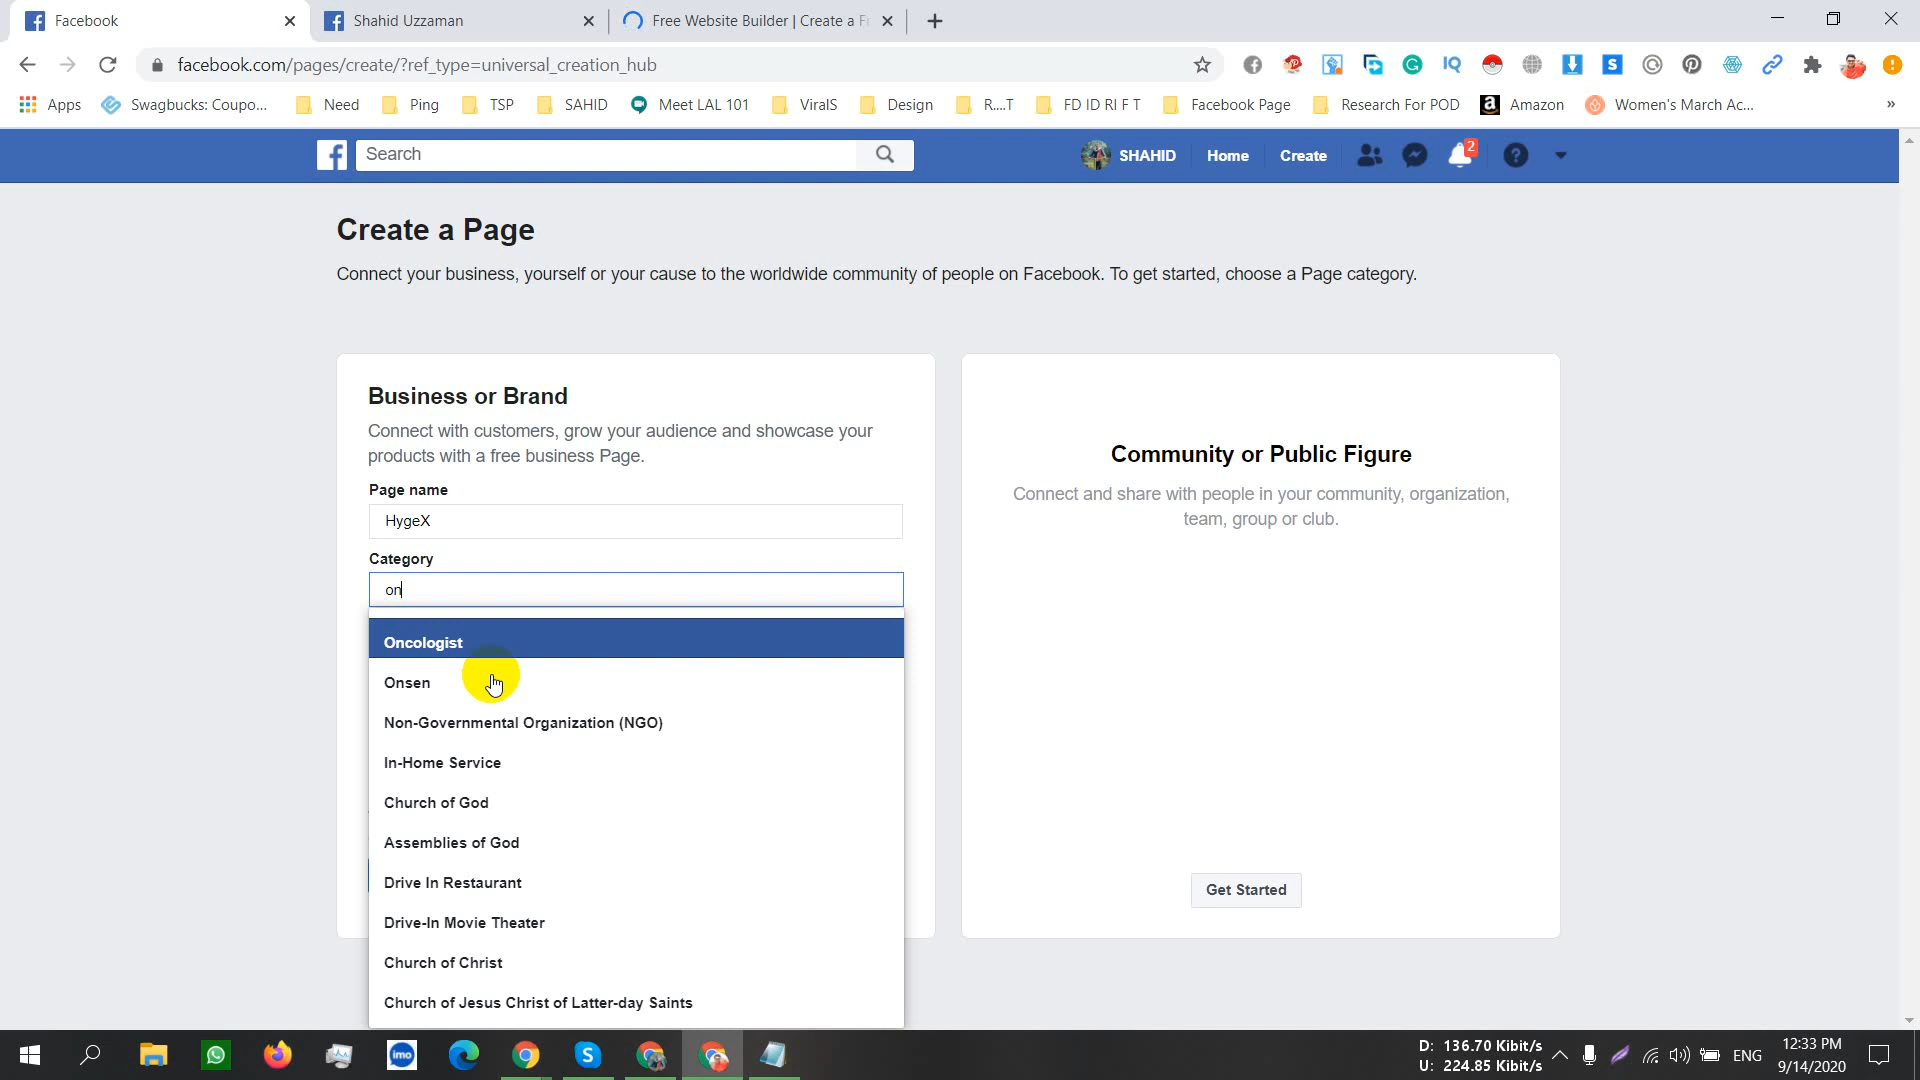 Facebook
Shahid Uzzaman
Free Website Builder | Create a F
facebook.com/pages/create/?ref_type=universal_creation_hub
Apps
Swagbucks: Coupo...
Need
Ping
TSP
SAHID
Meet LAL 101
ViralS
Design
R....T
FD ID RI F T
Facebook Page
Research For POD
Amazon
Women's March Ac...
»
Search
SHAHID
Home
Create
2
Create a Page
Connect your business, yourself or your cause to the worldwide community of people on Facebook. To get started, choose a Page category.
Business or Brand
Connect with customers, grow your audience and showcase your
products with a free business Page.
Page name
HygeX
Category
on
Oncologist
Onsen
Non-Governmental Organization (NGO)
In-Home Service
Church of God
Assemblies of God
Drive In Restaurant
Drive-In Movie Theater
Church of Christ
Church of Jesus Christ of Latter-day Saints
Community or Public Figure
Connect and share with people in your community, organization,
team, group or club.
Get Started
imo
D: 136.70 Kibit/s
U: 224.85 Kibit/s
ENG
12:33 PM
9/14/2020